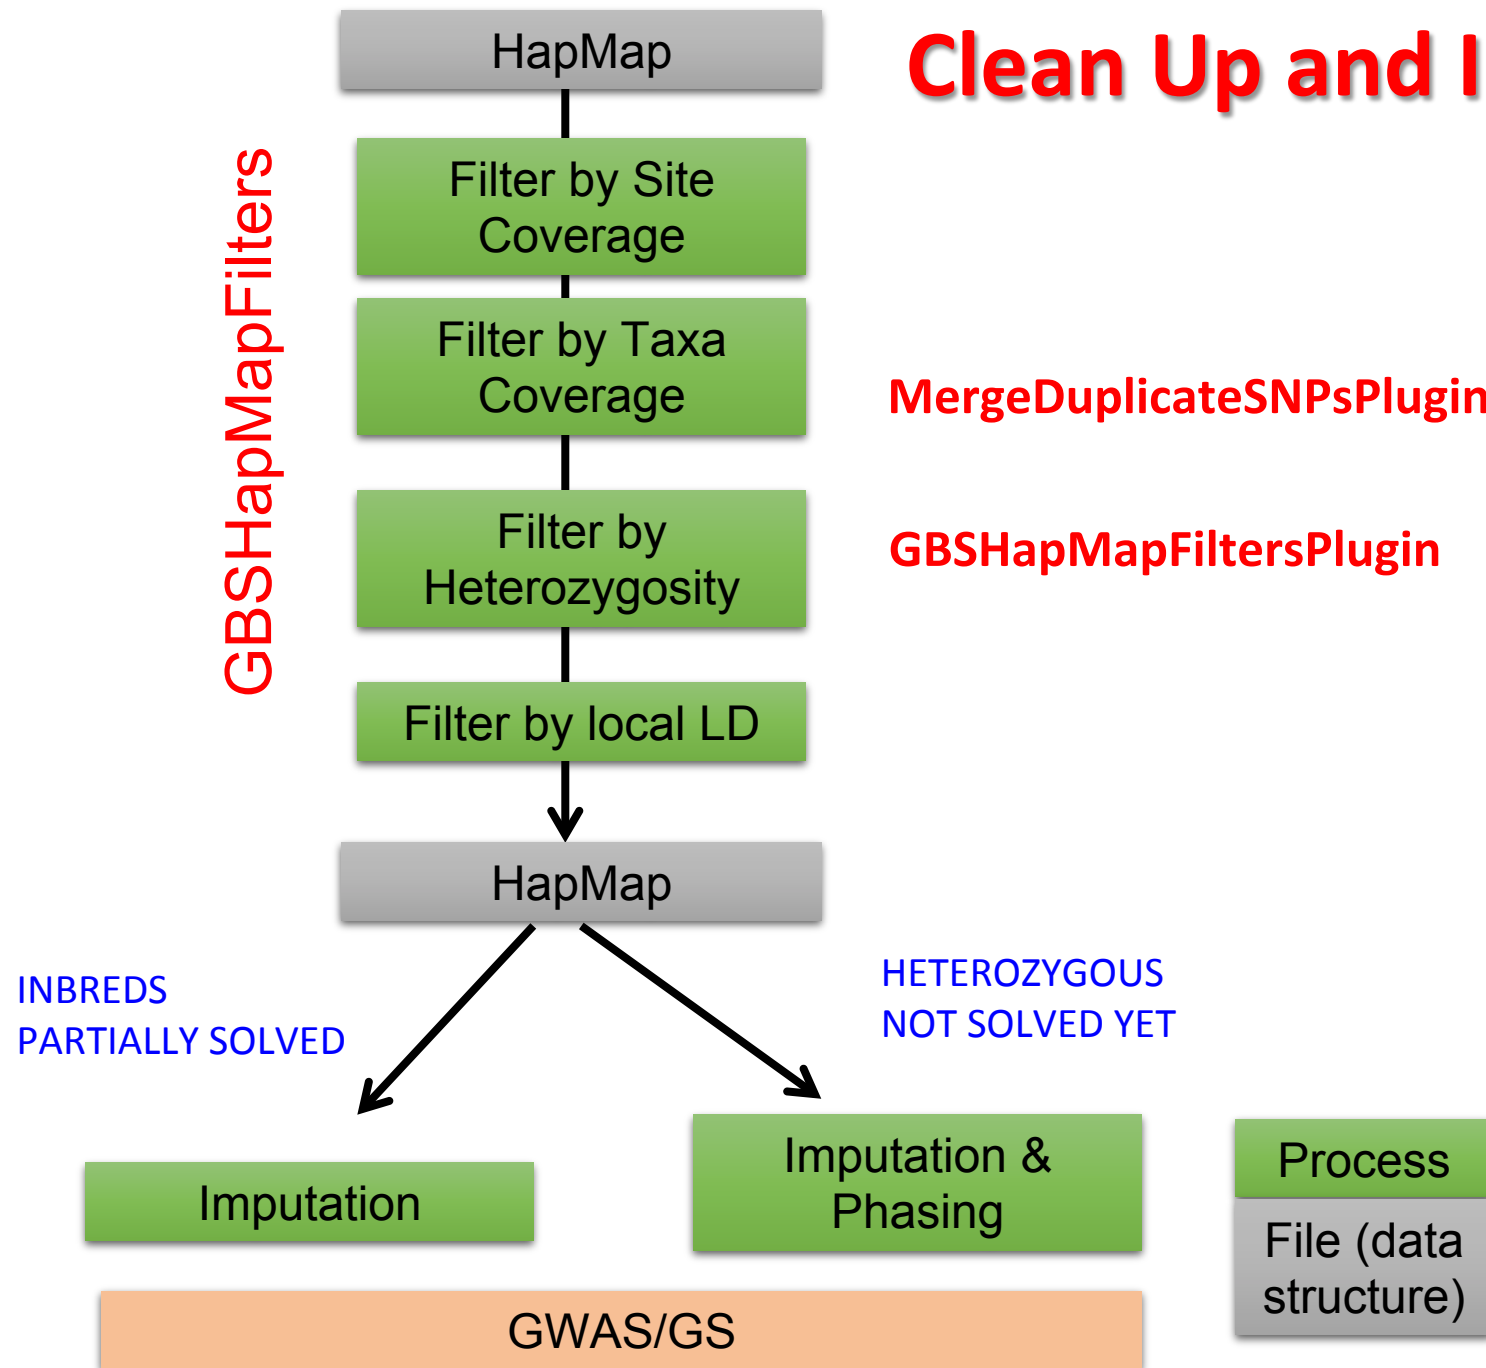 HapMap
Clean Up and I
GBSHapMapFilters
Filter by Site
Coverage
Filter by Taxa
Coverage
MergeDuplicateSNPsPlugin
Filter by
Heterozygosity
GBSHapMapFiltersPlugin
Filter by local LD
HapMap
INBREDS
PARTIALLY SOLVED
HETEROZYGOUS
NOT SOLVED YET
Imputation
Imputation &
Phasing
Process
File (data
structure)
GWAS/GS